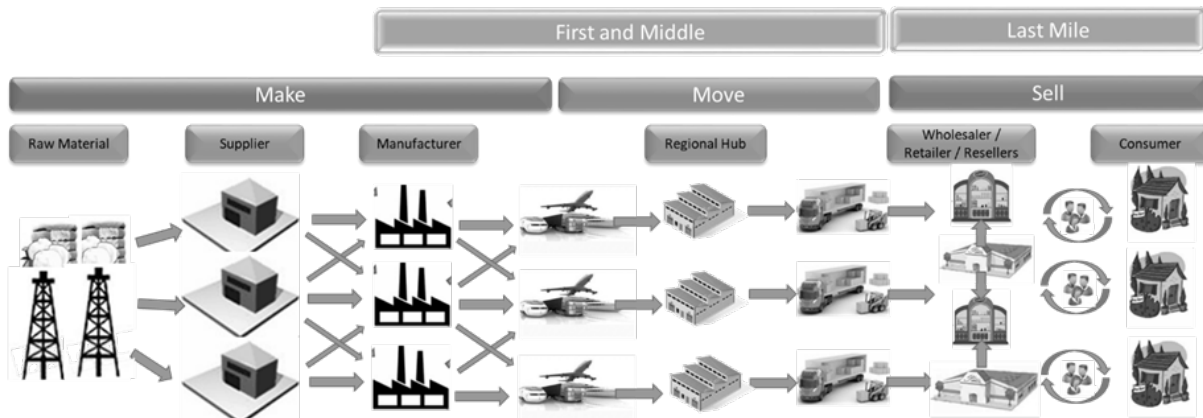 First and Middle
Last Mile
Make
Move
Sell
Raw Material
Supplier
Manufacturer
Regional Hub
Wholesaler /
Retailer / Resellers
Consumer